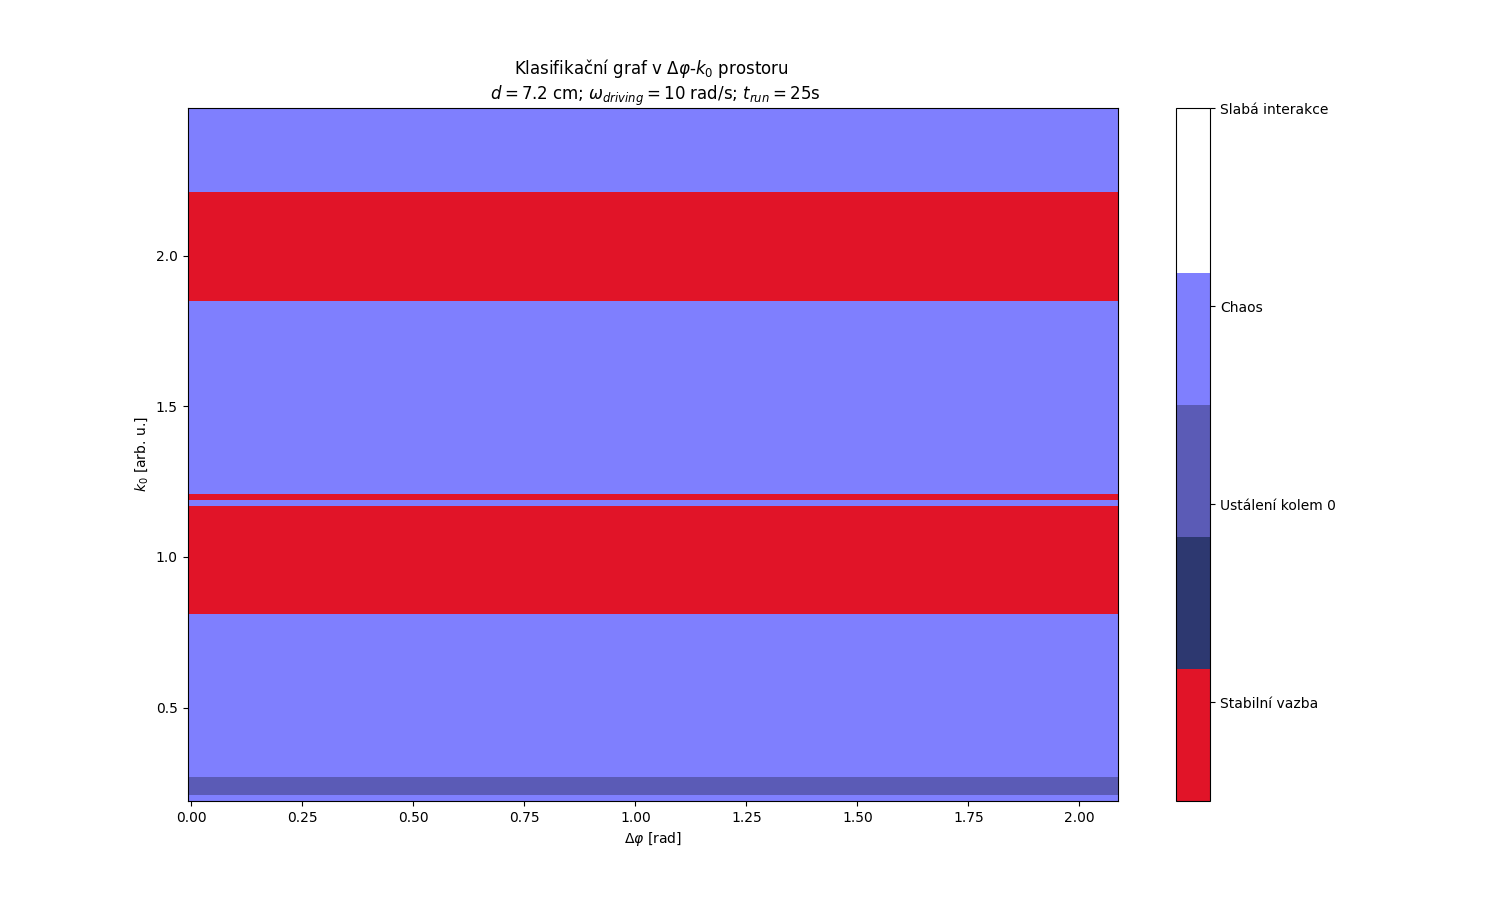 Klasifikační graf v Δφ-k₀ prostoru
d = 7.2 cm; ω_driving = 10 rad/s; t_run = 25s
k₀ [arb. u.]
2.0
1.5
1.0
0.5
0.00 0.25 0.50 0.75 1.00 1.25 1.50 1.75 2.00
Δφ [rad]
Slabá interakce
Chaos
Ustálení kolem 0
Stabilní vazba